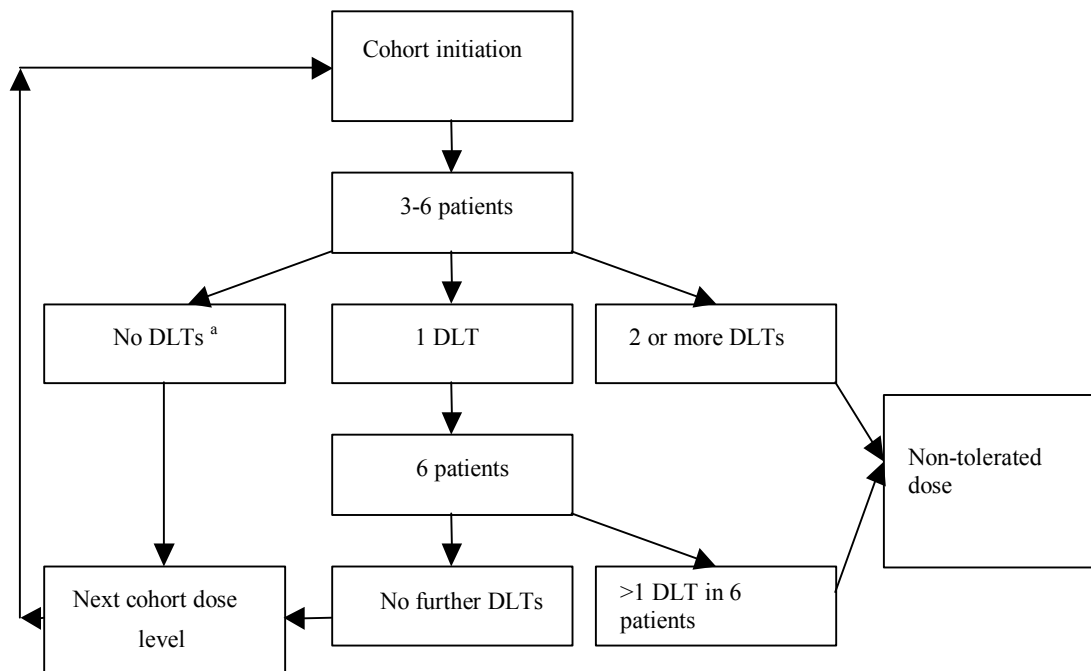 Cohort initiation
3-6 patients
No DLTs a
1 DLT
2 or more DLTs
6 patients
Non-tolerated
dose
Next cohort dose
level
No further DLTs
>1 DLT in 6
patients